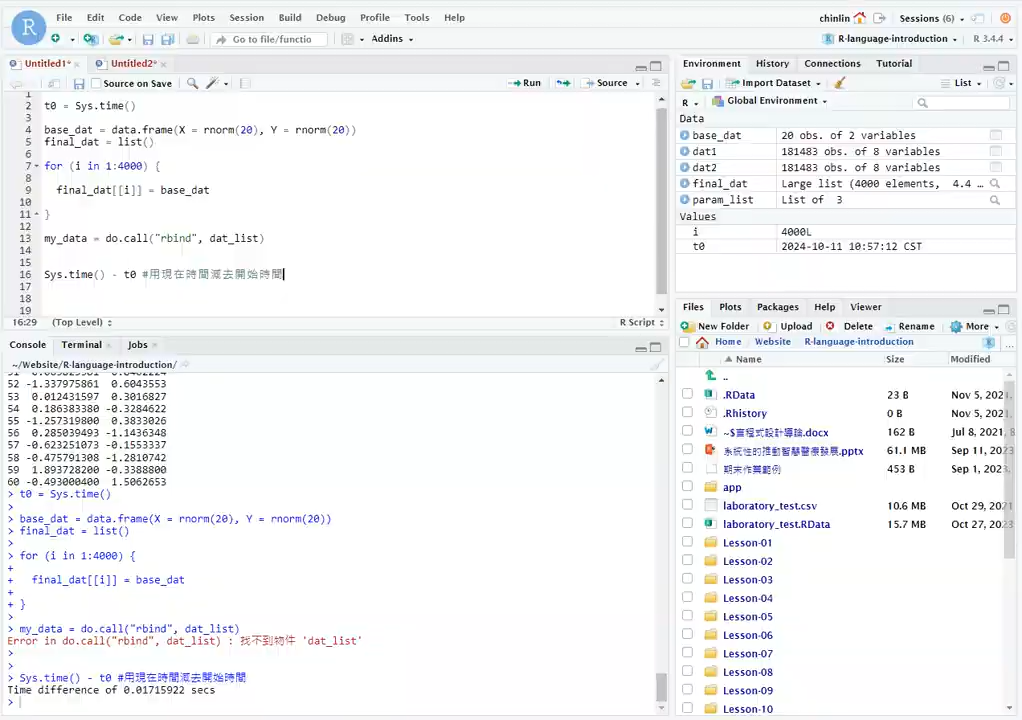 R
File Edit Code View Plots Session Build Debug Profile Tools Help
chinlin Sessions (6)
Go to file/functio Addins
R-language-introduction R 3.4.4
Untitled1* Untitled2*
Source on Save Run Source
1
2 t0 = Sys.time()
3
4 base_dat = data.frame(X = rnorm(20), Y = rnorm(20))
5 final_dat = list()
6
7 for (i in 1:4000) {
8
9 final_dat[[i]] = base_dat
10
11 }
12
13 my_data = do.call("rbind", dat_list)
14
15
16 Sys.time() - t0 #用現在時間減去開始時間
17
18
19
16:29 (Top Level) R Script
Console Terminal Jobs
~/Website/R-language-introduction/
52 -1.337975861 0.6043553
53 0.012431597 0.3016827
54 0.186383380 -0.3284622
55 -1.257319800 0.3833026
56 0.285039493 -1.1436348
57 -0.623251073 -0.1553337
58 -0.475791308 -1.2810742
59 1.893728200 -0.3388800
60 -0.493000400 1.5062653
> t0 = Sys.time()
>
> base_dat = data.frame(X = rnorm(20), Y = rnorm(20))
> final_dat = list()
>
> for (i in 1:4000) {
+
+ final_dat[[i]] = base_dat
+
+ }
>
> my_data = do.call("rbind", dat_list)
Error in do.call("rbind", dat_list) : 找不到物件 'dat_list'
>
>
> Sys.time() - t0 #用現在時間減去開始時間
Time difference of 0.01715922 secs
>
Environment History Connections Tutorial
Import Dataset List
R Global Environment
Data
base_dat 20 obs. of 2 variables
dat1 181483 obs. of 8 variables
dat2 181483 obs. of 8 variables
final_dat Large list (4000 elements, 4.4 …
param_list List of 3
Values
i 4000L
t0 2024-10-11 10:57:12 CST
Files Plots Packages Help Viewer
New Folder Upload Delete Rename More
Home Website R-language-introduction ...
Name Size Modified
..
.RData 23 B Nov 5, 2021,
.Rhistory 0 B Nov 5, 2021,
~$言程式設計導論.docx 162 B Jul 8, 2021, 8
系統性的推動智慧醫療發展.pptx 61.1 MB Sep 11, 2023
期末作業範例 453 B Sep 1, 2023,
app
laboratory_test.csv 10.6 MB Oct 29, 2021
laboratory_test.RData 15.7 MB Oct 27, 2023
Lesson-01
Lesson-02
Lesson-03
Lesson-04
Lesson-05
Lesson-06
Lesson-07
Lesson-08
Lesson-09
Lesson-10